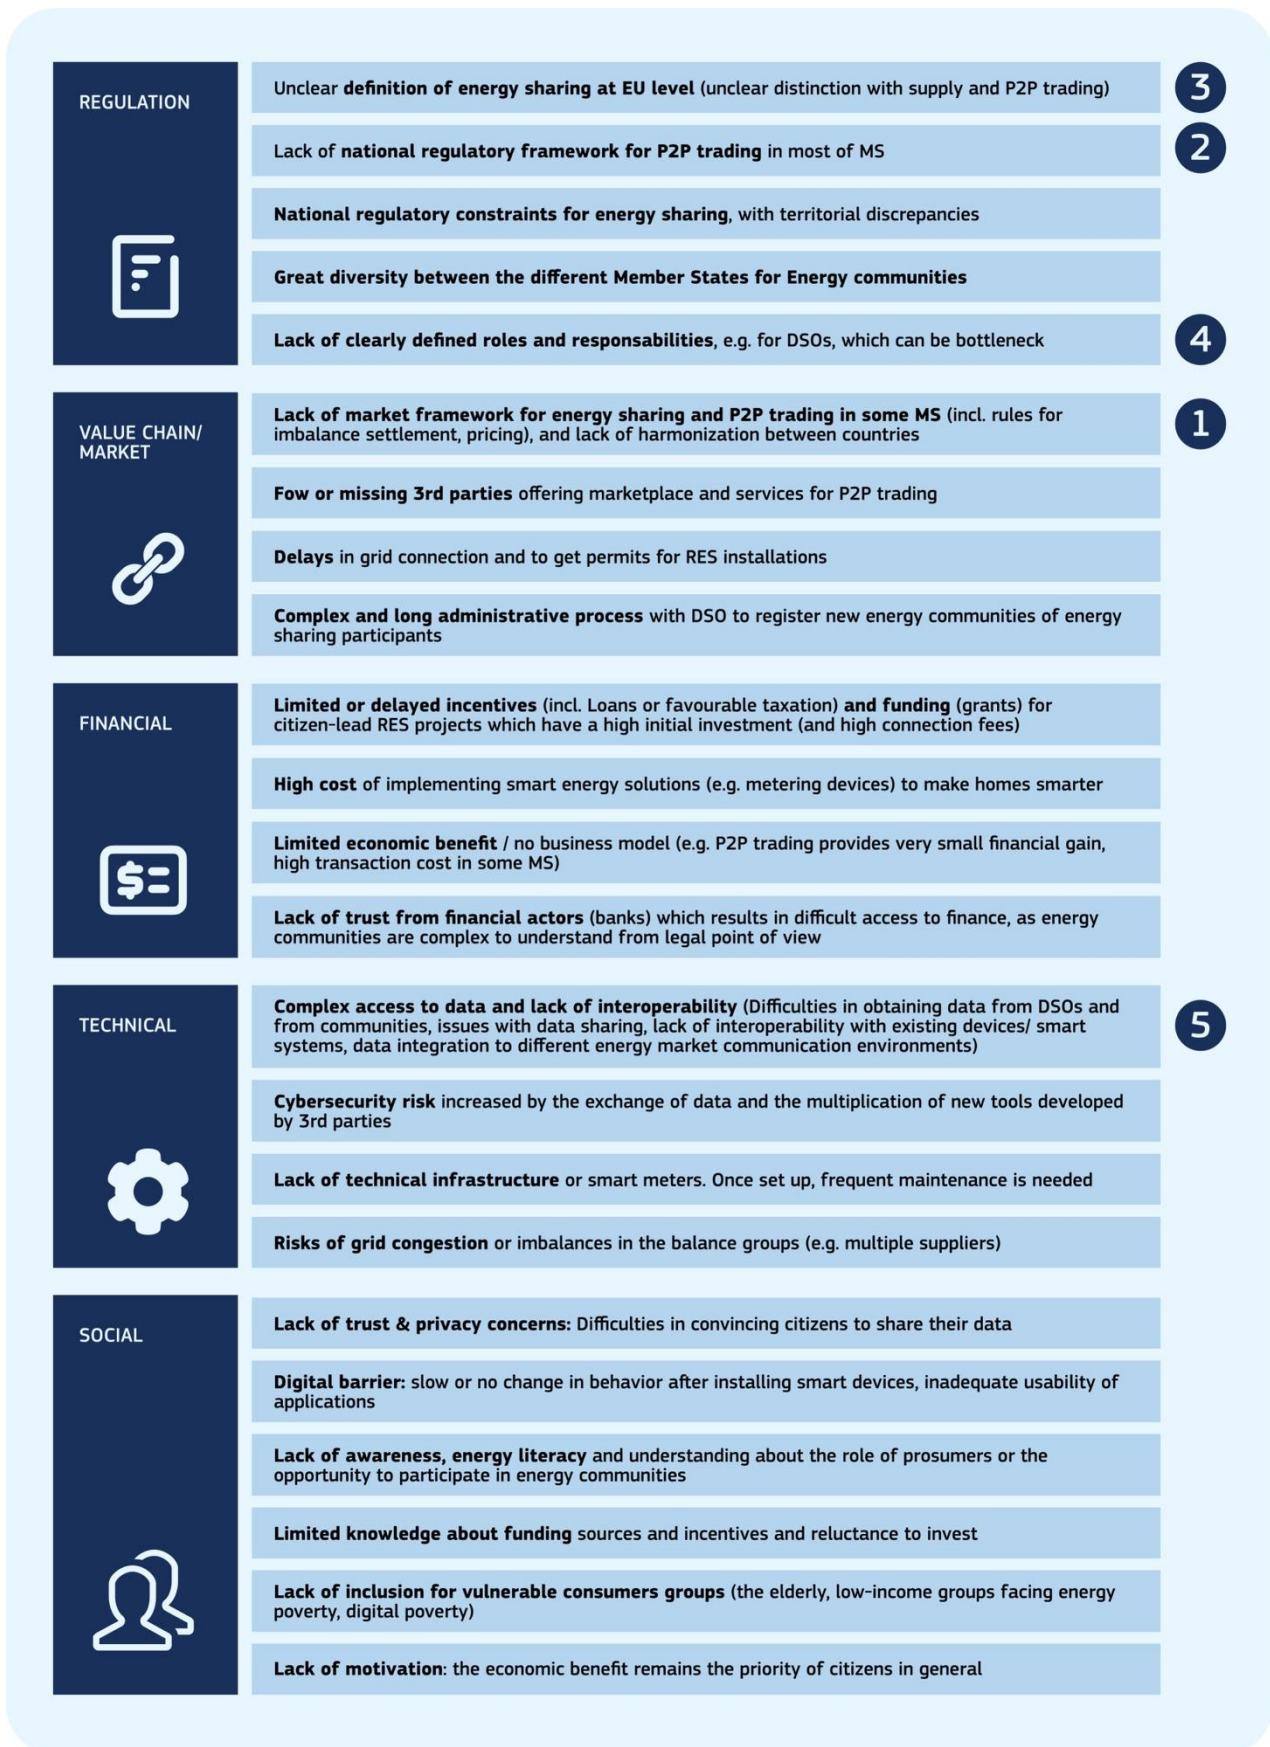 REGULATION
Unclear definition of energy sharing at EU level (unclear distinction with supply and P2P trading)
3
Lack of national regulatory framework for P2P trading in most of MS
2
National regulatory constraints for energy sharing, with territorial discrepancies
Great diversity between the different Member States for Energy communities
Lack of clearly defined roles and responsabilities, e.g. for DSOs, which can be bottleneck
4
VALUE CHAIN/
MARKET
Lack of market framework for energy sharing and P2P trading in some MS (incl. rules for
imbalance settlement, pricing), and lack of harmonization between countries
1
Fow or missing 3rd parties offering marketplace and services for P2P trading
Delays in grid connection and to get permits for RES installations
Complex and long administrative process with DSO to register new energy communities of energy
sharing participants
FINANCIAL
Limited or delayed incentives (incl. Loans or favourable taxation) and funding (grants) for
citizen-lead RES projects which have a high initial investment (and high connection fees)
High cost of implementing smart energy solutions (e.g. metering devices) to make homes smarter
Limited economic benefit / no business model (e.g. P2P trading provides very small financial gain,
high transaction cost in some MS)
Lack of trust from financial actors (banks) which results in difficult access to finance, as energy
communities are complex to understand from legal point of view
$
TECHNICAL
Complex access to data and lack of interoperability (Difficulties in obtaining data from DSOs and
from communities, issues with data sharing, lack of interoperability with existing devices/ smart
systems, data integration to different energy market communication environments)
5
Cybersecurity risk increased by the exchange of data and the multiplication of new tools developed
by 3rd parties
Lack of technical infrastructure or smart meters. Once set up, frequent maintenance is needed
Risks of grid congestion or imbalances in the balance groups (e.g. multiple suppliers)
SOCIAL
Lack of trust & privacy concerns: Difficulties in convincing citizens to share their data
Digital barrier: slow or no change in behavior after installing smart devices, inadequate usability of
applications
Lack of awareness, energy literacy and understanding about the role of prosumers or the
opportunity to participate in energy communities
Limited knowledge about funding sources and incentives and reluctance to invest
Lack of inclusion for vulnerable consumers groups (the elderly, low-income groups facing energy
poverty, digital poverty)
Lack of motivation: the economic benefit remains the priority of citizens in general